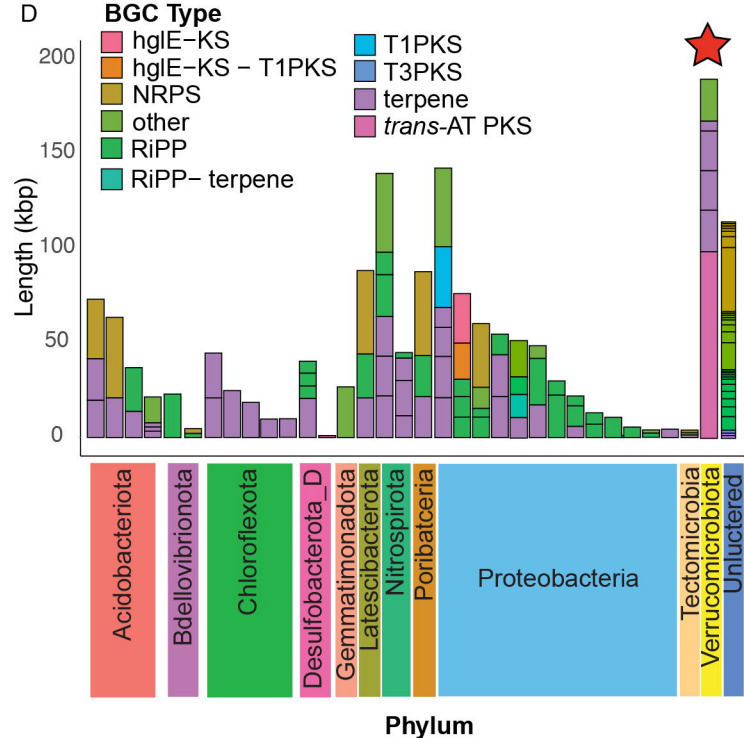 D
BGC Type
hglE-KS
hglE-KS – T1PKS
NRPS
other
RiPP
RiPP– terpene
T1PKS
T3PKS
terpene
trans-AT PKS
Length (kbp)
200
150
100
50
0
Acidobacteriota
Bdellovibrionota
Chloroflexota
Desulfobacterota_D
Gemmatimonadota
Latescibacterota
Nitrospirota
Poribatceria
Proteobacteria
Tectomicrobia
Verrucomicrobiota
Unluctered
Phylum